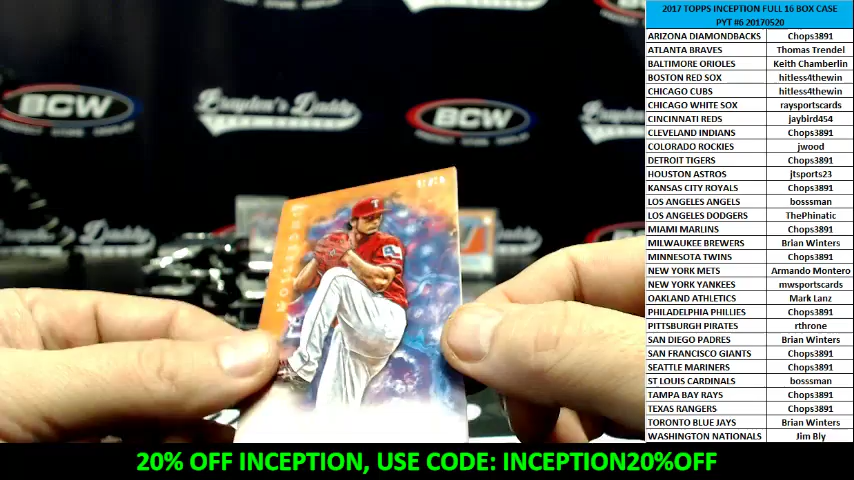 2017 TOPPS INCEPTION FULL 16 BOX CASE
PYT #6 20170520
ARIZONA DIAMONDBACKS Chops3891
ATLANTA BRAVES Thomas Trendel
BALTIMORE ORIOLES Keith Chamberlin
BOSTON RED SOX hitless4thewin
CHICAGO CUBS hitless4thewin
CHICAGO WHITE SOX raysportscards
CINCINNATI REDS jaybird454
CLEVELAND INDIANS Chops3891
COLORADO ROCKIES jwood
DETROIT TIGERS Chops3891
HOUSTON ASTROS jtsports23
KANSAS CITY ROYALS Chops3891
LOS ANGELES ANGELS bosssman
LOS ANGELES DODGERS ThePhinatic
MIAMI MARLINS Chops3891
MILWAUKEE BREWERS Brian Winters
MINNESOTA TWINS Chops3891
NEW YORK METS Armando Montero
NEW YORK YANKEES mwsportscards
OAKLAND ATHLETICS Mark Lanz
PHILADELPHIA PHILLIES Chops3891
PITTSBURGH PIRATES rthrone
SAN DIEGO PADRES Brian Winters
SAN FRANCISCO GIANTS Chops3891
SEATTLE MARINERS Chops3891
ST LOUIS CARDINALS bosssman
TAMPA BAY RAYS Chops3891
TEXAS RANGERS Chops3891
TORONTO BLUE JAYS Brian Winters
WASHINGTON NATIONALS Jim Bly
BCW
Brayden's Daddy
BCW
T
20% OFF INCEPTION, USE CODE: INCEPTION20%OFF